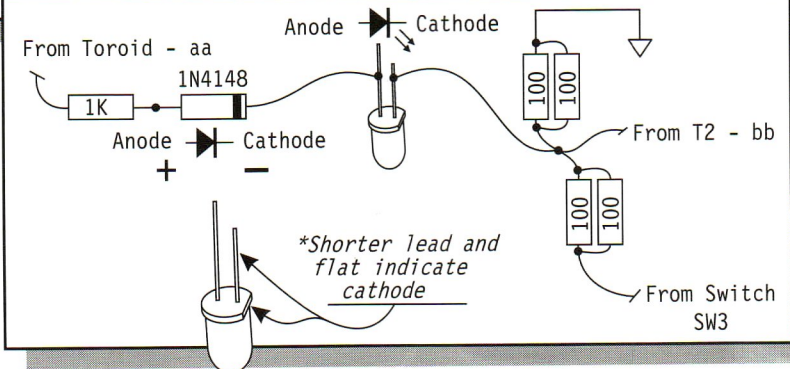 Anode
Cathode
From Toroid - aa
1N4148
1K
Anode
Cathode
+
−
100
100
From T2 - bb
100
100
*Shorter lead and
flat indicate
cathode
From Switch
SW3